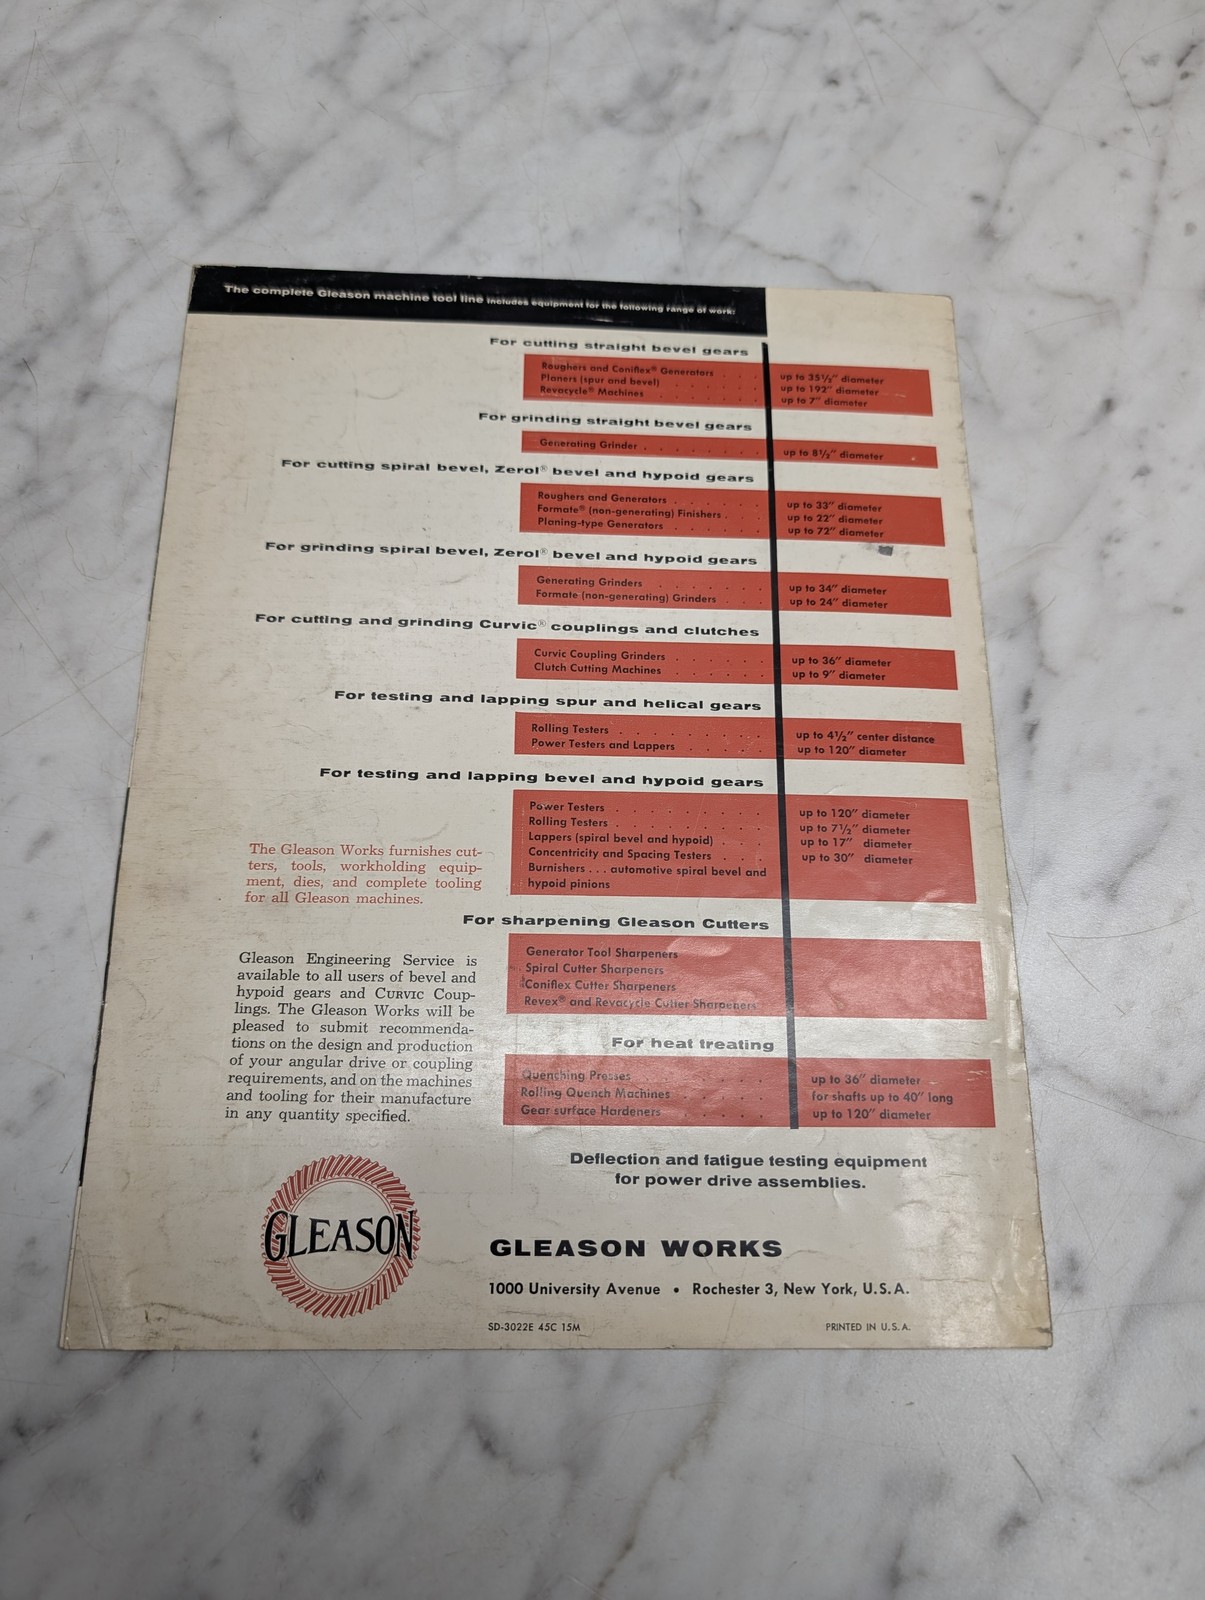 The complete Gleason machine tool line includes equipment for the following range of work:
For cutting straight bevel gears
Roughers and Coniflex® Generators . . up to 35½" diameter
Planers (spur and bevel) . . . . . . up to 192" diameter
Revacycle® Machines . . . . . . up to 7" diameter
For grinding straight bevel gears
Generating Grinder . . . . . . . up to 8½" diameter
For cutting spiral bevel, Zerol® bevel and hypoid gears
Roughers and Generators . . . . . up to 33" diameter
Formate® (non-generating) Finishers . . . up to 22" diameter
Planing-type Generators . . . . . up to 72" diameter
For grinding spiral bevel, Zerol® bevel and hypoid gears
Generating Grinders . . . . . . up to 34" diameter
Formate (non-generating) Grinders . . . up to 24" diameter
For cutting and grinding Curvic® couplings and clutches
Curvic Coupling Grinders . . . . . . up to 36" diameter
Clutch Cutting Machines . . . . . . up to 9" diameter
For testing and lapping spur and helical gears
Rolling Testers . . . . . . . . up to 4½" center distance
Power Testers and Lappers . . . . . up to 120" diameter
For testing and lapping bevel and hypoid gears
Power Testers . . . . . . . . up to 120" diameter
Rolling Testers . . . . . . . . up to 7½" diameter
Lappers (spiral bevel and hypoid) . . . up to 17" diameter
Concentricity and Spacing Testers . . . up to 30" diameter
Burnishers . . . automotive spiral bevel and
hypoid pinions
The Gleason Works furnishes cut-
ters, tools, workholding equip-
ment, dies, and complete tooling
for all Gleason machines.
For sharpening Gleason Cutters
Generator Tool Sharpeners
Spiral Cutter Sharpeners
Coniflex Cutter Sharpeners
Revex® and Revacycle Cutter Sharpeners
Gleason Engineering Service is
available to all users of bevel and
hypoid gears and CURVIC Coup-
lings. The Gleason Works will be
pleased to submit recommenda-
tions on the design and production
of your angular drive or coupling
requirements, and on the machines
and tooling for their manufacture
in any quantity specified.
For heat treating
Quenching Presses . . . . . . . up to 36" diameter
Rolling Quench Machines . . . . . for shafts up to 40" long
Gear surface Hardeners . . . . . up to 120" diameter
Deflection and fatigue testing equipment
for power drive assemblies.
GLEASON
GLEASON WORKS
1000 University Avenue • Rochester 3, New York, U.S.A.
SD-3022E 45C 15M PRINTED IN U.S.A.